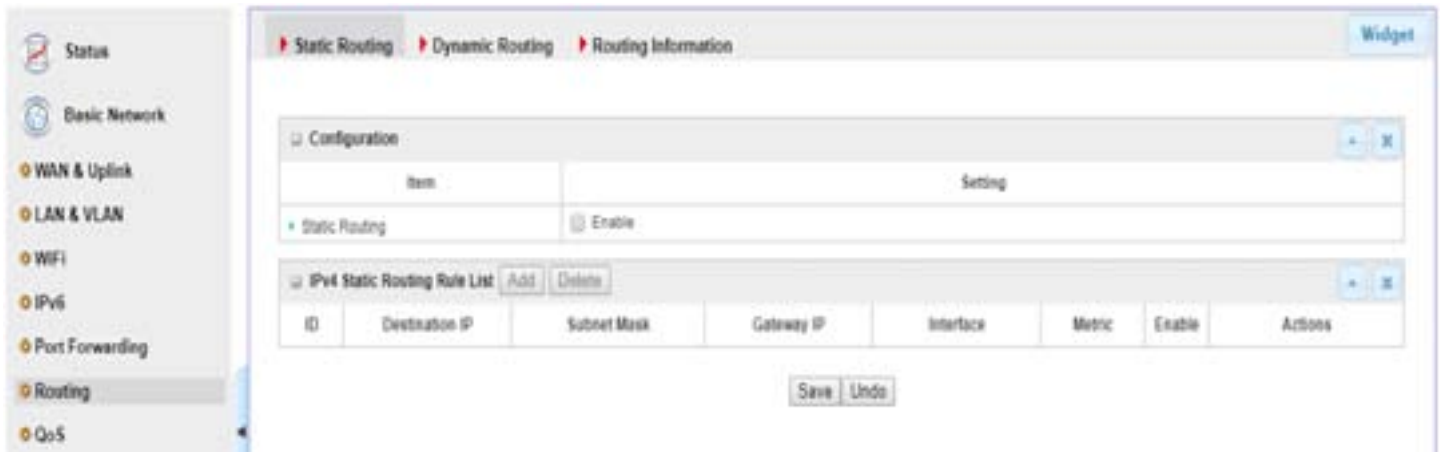 Status
Basic Network
WAN & Uplink
LAN & VLAN
WiFi
IPv6
Port Forwarding
Routing
QoS
Static Routing Dynamic Routing Routing Information Widget
Configuration
Item Setting
Static Routing Enable
IPv4 Static Routing Rule List Add Delete
ID Destination IP Subnet Mask Gateway IP Interface Metric Enable Actions
Save Undo